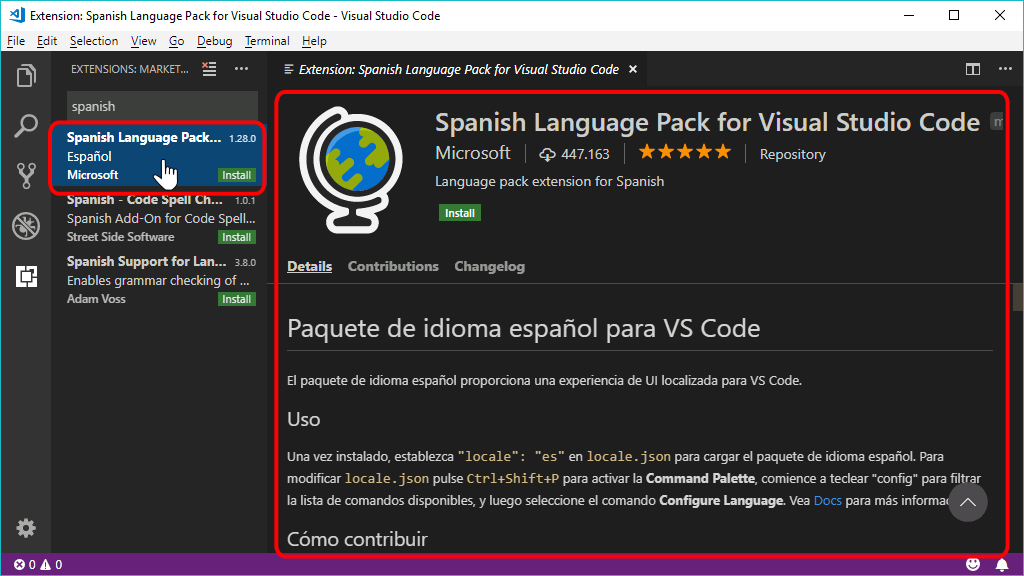 Extension: Spanish Language Pack for Visual Studio Code - Visual Studio Code
File Edit Selection View Go Debug Terminal Help
EXTENSIONS: MARKET...
spanish
Spanish Language Pack... 1.28.0
Español
Microsoft Install
Spanish - Code Spell Ch... 1.0.1
Spanish Add-On for Code Spell...
Street Side Software Install
Spanish Support for Lan... 3.8.0
Enables grammar checking of ...
Adam Voss Install
Extension: Spanish Language Pack for Visual Studio Code
Spanish Language Pack for Visual Studio Code
Microsoft 447.163 Repository
Language pack extension for Spanish
Install
Details Contributions Changelog
Paquete de idioma español para VS Code
El paquete de idioma español proporciona una experiencia de UI localizada para VS Code.
Uso
Una vez instalado, establezca "locale": "es" en locale.json para cargar el paquete de idioma español. Para
modificar locale.json pulse Ctrl+Shift+P para activar la Command Palette, comience a teclear "config" para filtrar
la lista de comandos disponibles, y luego seleccione el comando Configure Language. Vea Docs para más informac
Cómo contribuir
0 0